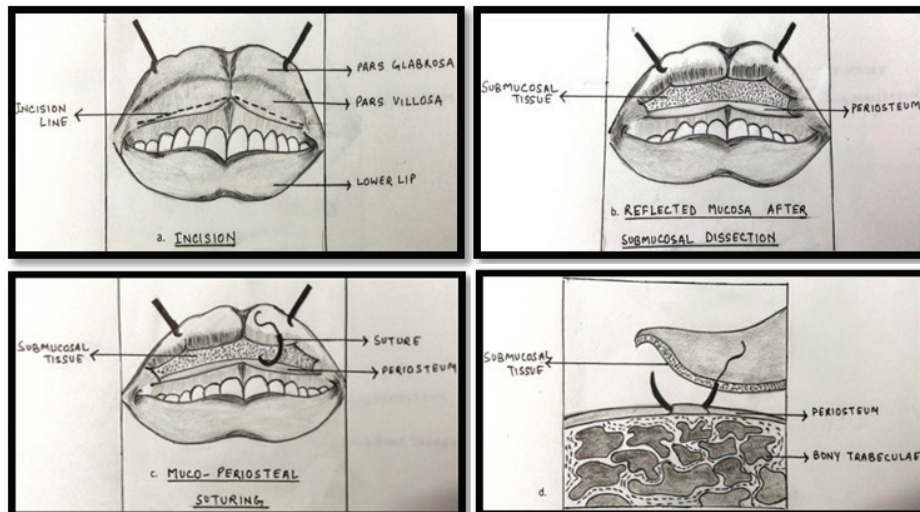 PARS GLABROSA
PARS VILLOSA
INCISION
LINE
LOWER LIP
a. INCISION
SUBMUCOSAL
TISSUE
PERIOSTEUM
b. REFLECTED MUCOSA AFTER
SUBMUCOSAL DISSECTION
SUBMUCOSAL
TISSUE
SUTURE
PERIOSTEUM
c. MUCO-PERIOSTEAL
SUTURING
SUBMUCOSAL
TISSUE
PERIOSTEUM
BONY TRABECULAE
d.